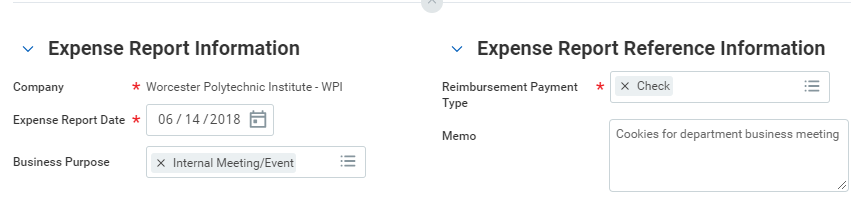 Expense Report Information
Company * Worcester Polytechnic Institute - WPI
Expense Report Date * 06 / 14 / 2018
Business Purpose × Internal Meeting/Event
Expense Report Reference Information
Reimbursement Payment
Type * × Check
Memo Cookies for department business meeting